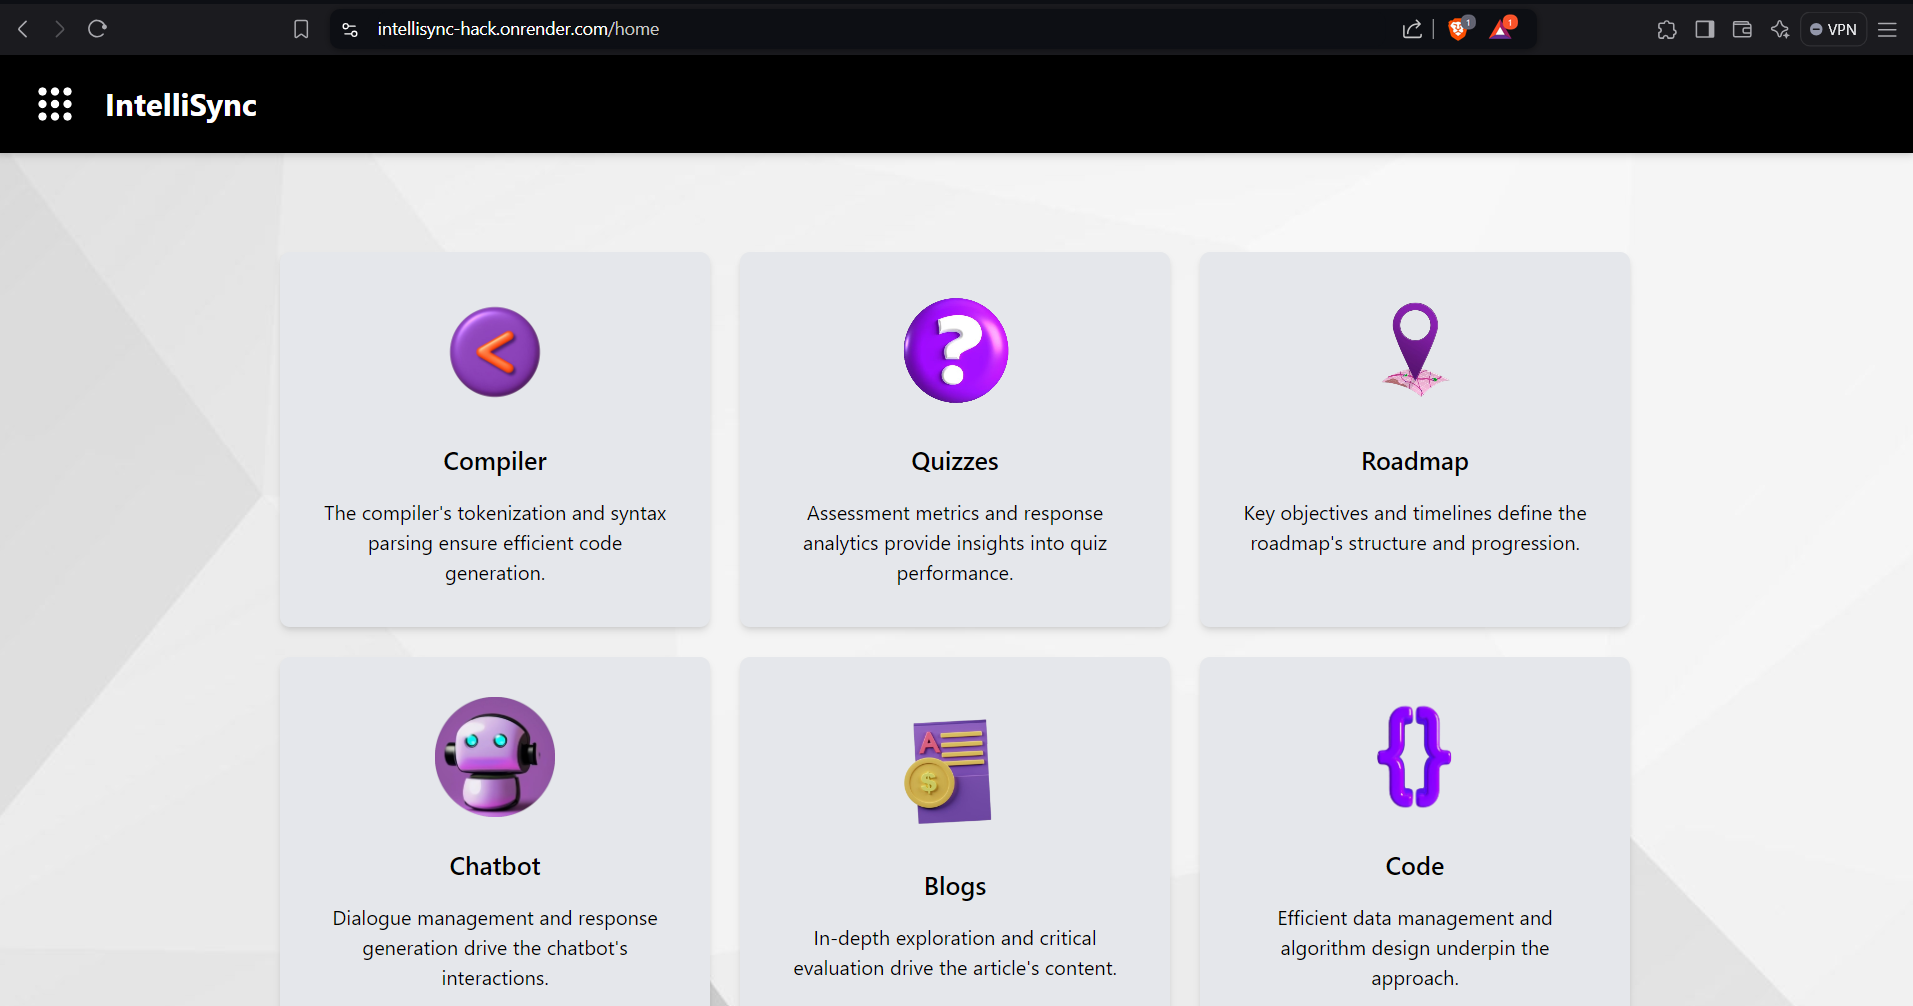 intellisync-hack.onrender.com/home
1
1
VPN
IntelliSync
Compiler
The compiler's tokenization and syntax
parsing ensure efficient code
generation.
Quizzes
Assessment metrics and response
analytics provide insights into quiz
performance.
Roadmap
Key objectives and timelines define the
roadmap's structure and progression.
Chatbot
Dialogue management and response
generation drive the chatbot's
interactions.
A
$
Blogs
In-depth exploration and critical
evaluation drive the article's content.
Code
Efficient data management and
algorithm design underpin the
approach.